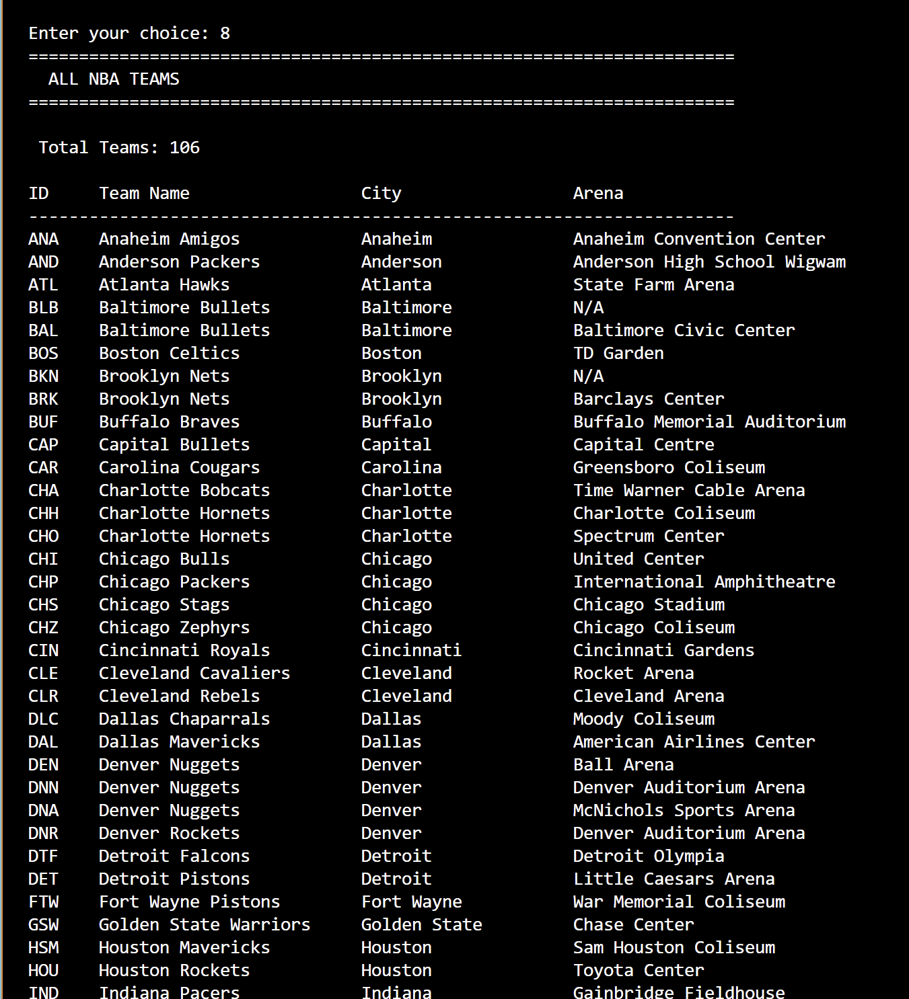 Enter your choice: 8
======================================================================
  ALL NBA TEAMS
======================================================================
 Total Teams: 106
ID     Team Name                 City                 Arena
----------------------------------------------------------------------
ANA    Anaheim Amigos            Anaheim              Anaheim Convention Center
AND    Anderson Packers          Anderson             Anderson High School Wigwam
ATL    Atlanta Hawks             Atlanta              State Farm Arena
BLB    Baltimore Bullets         Baltimore            N/A
BAL    Baltimore Bullets         Baltimore            Baltimore Civic Center
BOS    Boston Celtics            Boston               TD Garden
BKN    Brooklyn Nets             Brooklyn             N/A
BRK    Brooklyn Nets             Brooklyn             Barclays Center
BUF    Buffalo Braves            Buffalo              Buffalo Memorial Auditorium
CAP    Capital Bullets           Capital              Capital Centre
CAR    Carolina Cougars          Carolina             Greensboro Coliseum
CHA    Charlotte Bobcats         Charlotte            Time Warner Cable Arena
CHH    Charlotte Hornets         Charlotte            Charlotte Coliseum
CHO    Charlotte Hornets         Charlotte            Spectrum Center
CHI    Chicago Bulls             Chicago              United Center
CHP    Chicago Packers           Chicago              International Amphitheatre
CHS    Chicago Stags             Chicago              Chicago Stadium
CHZ    Chicago Zephyrs           Chicago              Chicago Coliseum
CIN    Cincinnati Royals         Cincinnati           Cincinnati Gardens
CLE    Cleveland Cavaliers       Cleveland            Rocket Arena
CLR    Cleveland Rebels          Cleveland            Cleveland Arena
DLC    Dallas Chaparrals         Dallas               Moody Coliseum
DAL    Dallas Mavericks          Dallas               American Airlines Center
DEN    Denver Nuggets            Denver               Ball Arena
DNN    Denver Nuggets            Denver               Denver Auditorium Arena
DNA    Denver Nuggets            Denver               McNichols Sports Arena
DNR    Denver Rockets            Denver               Denver Auditorium Arena
DTF    Detroit Falcons           Detroit              Detroit Olympia
DET    Detroit Pistons           Detroit              Little Caesars Arena
FTW    Fort Wayne Pistons        Fort Wayne           War Memorial Coliseum
GSW    Golden State Warriors     Golden State         Chase Center
HSM    Houston Mavericks         Houston              Sam Houston Coliseum
HOU    Houston Rockets           Houston              Toyota Center
IND    Indiana Pacers            Indiana              Gainbridge Fieldhouse